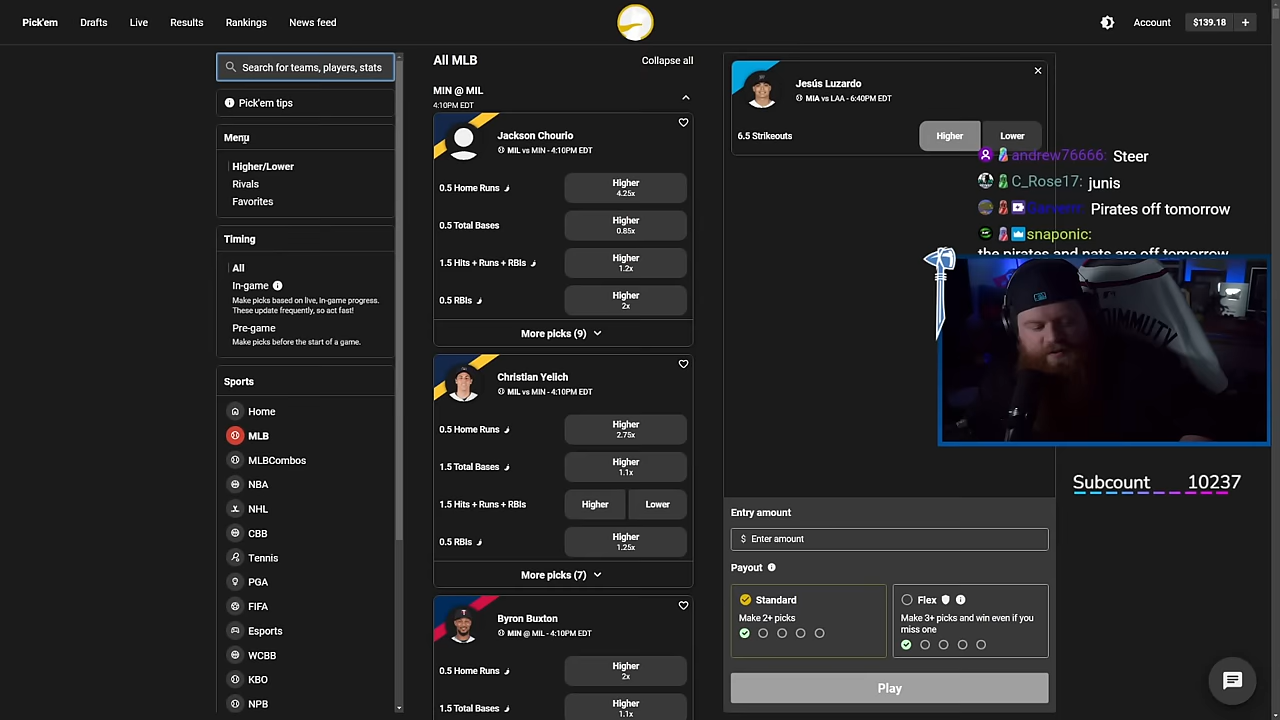 Pick'em
Drafts
Live
Results
Rankings
News feed
Account
$139.18
+
Search for teams, players, stats
Pick'em tips
Menu
Higher/Lower
Rivals
Favorites
Timing
All
In-game
Make picks based on live, in-game progress.
These update frequently, so act fast!
Pre-game
Make picks before the start of a game.
Sports
Home
MLB
MLBCombos
NBA
NHL
CBB
Tennis
PGA
FIFA
Esports
WCBB
KBO
NPB
All MLB
Collapse all
MIN @ MIL
4:10PM EDT
Jackson Chourio
MIL vs MIN - 4:10PM EDT
0.5 Home Runs
Higher
4.25x
0.5 Total Bases
Higher
0.85x
1.5 Hits + Runs + RBIs
Higher
1.2x
0.5 RBIs
Higher
2x
More picks (9)
Christian Yelich
MIL vs MIN - 4:10PM EDT
0.5 Home Runs
Higher
2.75x
1.5 Total Bases
Higher
1.1x
1.5 Hits + Runs + RBIs
Higher
Lower
0.5 RBIs
Higher
1.25x
More picks (7)
Byron Buxton
MIN @ MIL - 4:10PM EDT
0.5 Home Runs
Higher
2x
1.5 Total Bases
Higher
1.1x
Jesús Luzardo
MIA vs LAA - 6:40PM EDT
6.5 Strikeouts
Higher
Lower
andrew76666: Steer
C_Rose17: junis
Pirates off tomorrow
snaponic:
the pirates and nats are off tomorrow
DIMMUTY
Subcount 10237
Entry amount
$ Enter amount
Payout
Standard
Make 2+ picks
Flex
Make 3+ picks and win even if you
miss one
Play